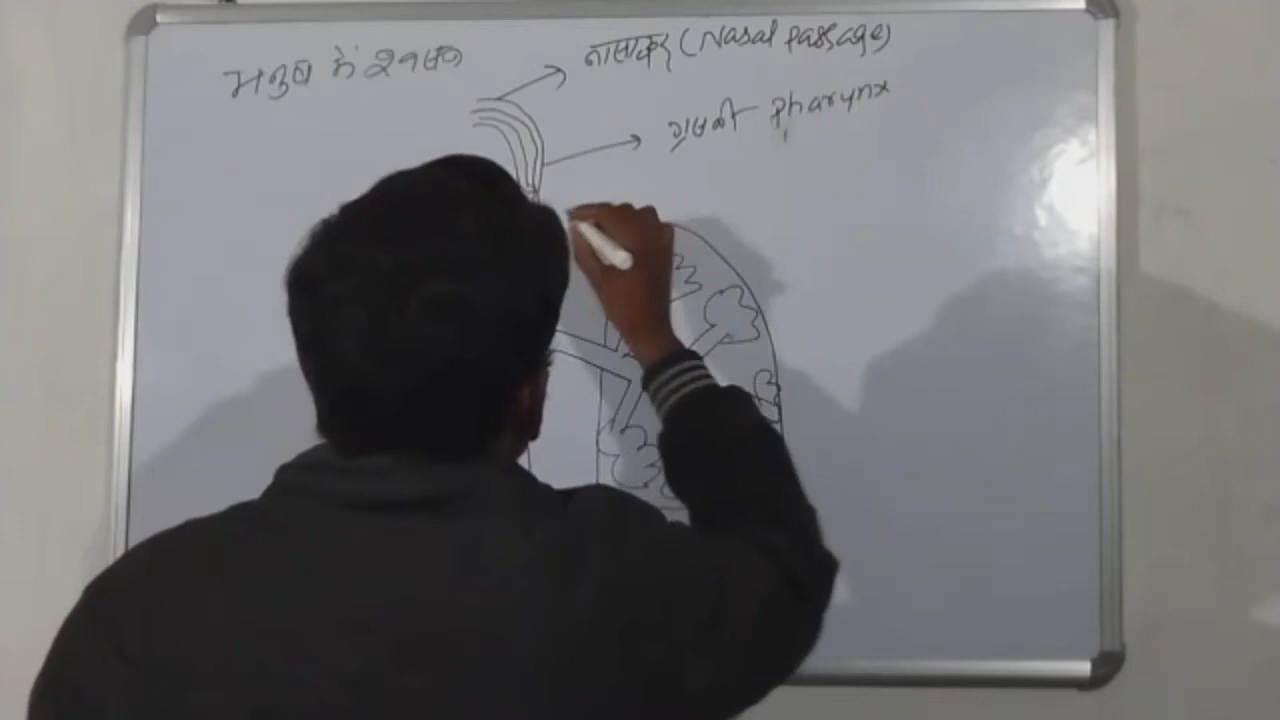 मनुष्य में श्वसन
नासाद्वार (Nasal Passage)
ग्रसनी Pharynx